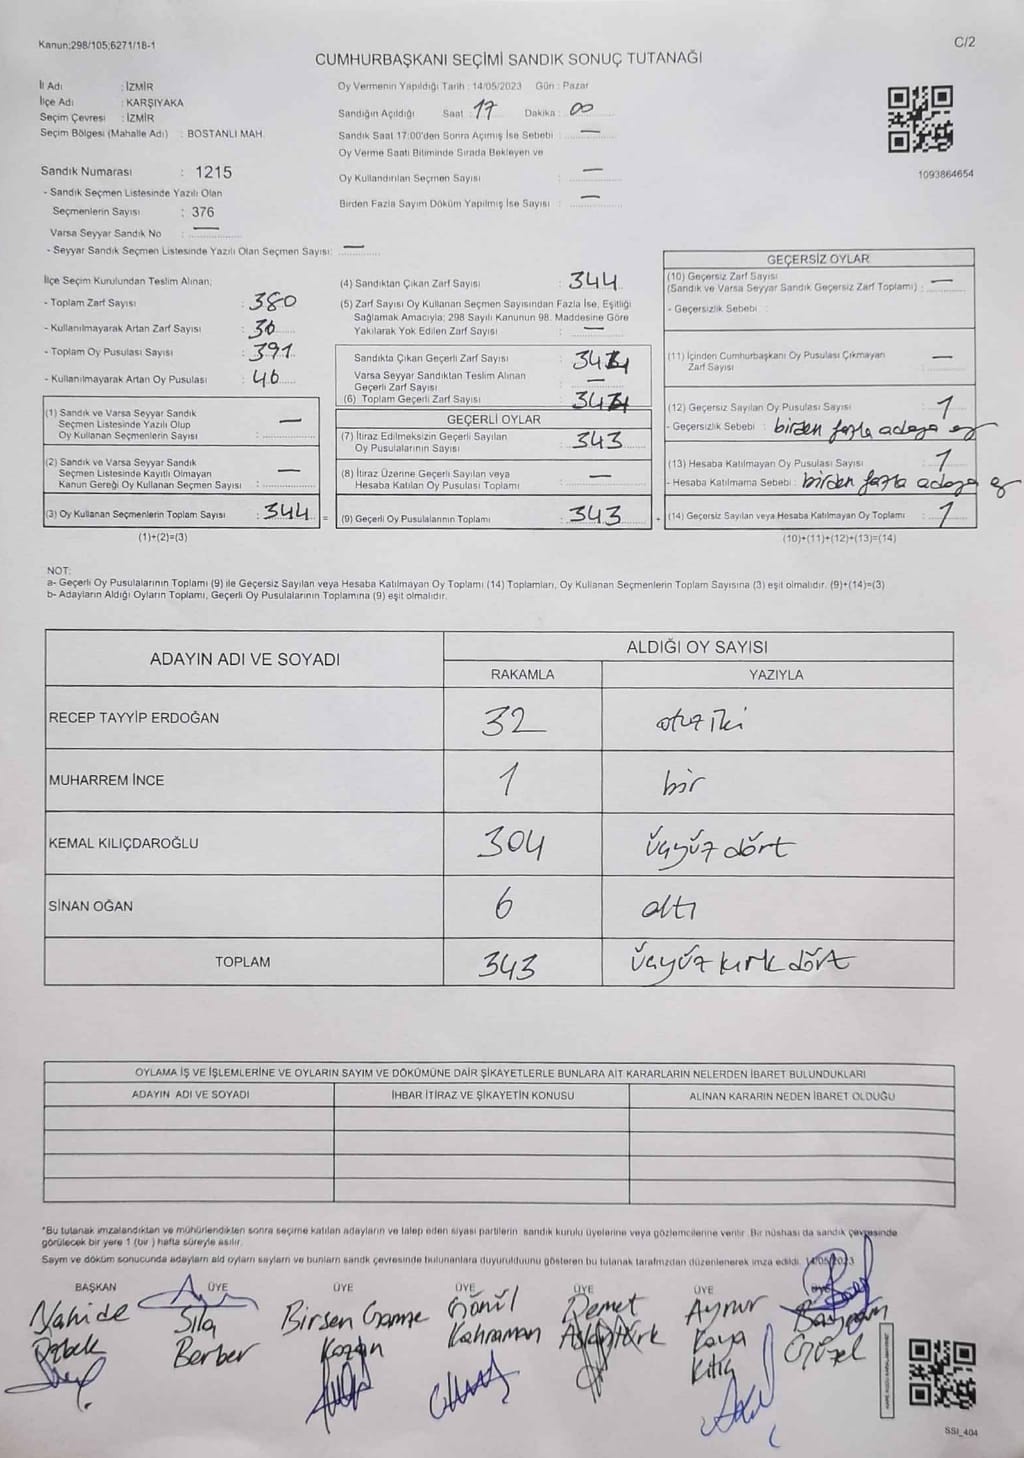 Kanun;298/105;6271/18-1
C/2
CUMHURBAŞKANI SEÇİMİ SANDIK SONUÇ TUTANAĞI
İl Adı : İZMİR
İlçe Adı : KARŞIYAKA
Seçim Çevresi : İZMİR
Seçim Bölgesi (Mahalle Adı) : BOSTANLI MAH.
Sandık Numarası : 1215
- Sandık Seçmen Listesinde Yazılı Olan
Seçmenlerin Sayısı : 376
Varsa Seyyar Sandık No : —
- Seyyar Sandık Seçmen Listesinde Yazılı Olan Seçmen Sayısı: —
Oy Vermenin Yapıldığı Tarih : 14/05/2023 Gün : Pazar
Sandığın Açıldığı Saat : 17 Dakika : 00
Sandık Saat 17:00'den Sonra Açımış İse Sebebi : —
Oy Verme Saati Bitiminde Sırada Bekleyen ve
Oy Kullandırılan Seçmen Sayısı : —
Birden Fazla Sayım Döküm Yapılmış İse Sayısı : —
1093864654
İlçe Seçim Kurulundan Teslim Alınan;
- Toplam Zarf Sayısı : 380
- Kullanılmayarak Artan Zarf Sayısı : 36
- Toplam Oy Pusulası Sayısı : 391
- Kullanılmayarak Artan Oy Pusulası : 46
(1) Sandık ve Varsa Seyyar Sandık
Seçmen Listesinde Yazılı Olup
Oy Kullanan Seçmenlerin Sayısı : —
(2) Sandık ve Varsa Seyyar Sandık
Seçmen Listesinde Kayıtlı Olmayan
Kanun Gereği Oy Kullanan Seçmen Sayısı : —
(3) Oy Kullanan Seçmenlerin Toplam Sayısı : 344
(1)+(2)=(3)
(4) Sandıktan Çıkan Zarf Sayısı : 344
(5) Zarf Sayısı Oy Kullanan Seçmen Sayısından Fazla İse, Eşitliği
Sağlamak Amacıyla; 298 Sayılı Kanunun 98. Maddesine Göre
Yakılarak Yok Edilen Zarf Sayısı : —
Sandıkta Çıkan Geçerli Zarf Sayısı : 344
Varsa Seyyar Sandıktan Teslim Alınan
Geçerli Zarf Sayısı : —
(6) Toplam Geçerli Zarf Sayısı : 344
GEÇERLİ OYLAR
(7) İtiraz Edilmeksizin Geçerli Sayılan
Oy Pusulalarının Sayısı : 343
(8) İtiraz Üzerine Geçerli Sayılan veya
Hesaba Katılan Oy Pusulası Toplamı : —
= (9) Geçerli Oy Pusulalarının Toplamı : 343
GEÇERSİZ OYLAR
(10) Geçersiz Zarf Sayısı
(Sandık ve Varsa Seyyar Sandık Geçersiz Zarf Toplamı) : —
- Geçersizlik Sebebi :
(11) İçinden Cumhurbaşkanı Oy Pusulası Çıkmayan
Zarf Sayısı : —
(12) Geçersiz Sayılan Oy Pusulası Sayısı : 1
- Geçersizlik Sebebi : birden fazla adaya
(13) Hesaba Katılmayan Oy Pusulası Sayısı : 1
- Hesaba Katılmama Sebebi : birden fazla adaya
+ (14) Geçersiz Sayılan veya Hesaba Katılmayan Oy Toplamı : 1
(10)+(11)+(12)+(13)=(14)
NOT:
a- Geçerli Oy Pusulalarının Toplamı (9) ile Geçersiz Sayılan veya Hesaba Katılmayan Oy Toplamı (14) Toplamları, Oy Kullanan Seçmenlerin Toplam Sayısına (3) eşit olmalıdır. (9)+(14)=(3)
b- Adayların Aldığı Oyların Toplamı, Geçerli Oy Pusulalarının Toplamına (9) eşit olmalıdır.
ADAYIN ADI VE SOYADI
ALDIĞI OY SAYISI
RAKAMLA YAZIYLA
RECEP TAYYİP ERDOĞAN 32 otuz iki
MUHARREM İNCE 1 bir
KEMAL KILIÇDAROĞLU 304 üçyüz dört
SİNAN OĞAN 6 altı
TOPLAM 343 üçyüz kırk dört
OYLAMA İŞ VE İŞLEMLERİNE VE OYLARIN SAYIM VE DÖKÜMÜNE DAİR ŞİKAYETLERLE BUNLARA AİT KARARLARIN NELERDEN İBARET BULUNDUKLARI
ADAYIN ADI VE SOYADI İHBAR İTİRAZ VE ŞİKAYETİN KONUSU ALINAN KARARIN NEDEN İBARET OLDUĞU
*Bu tutanak imzalandıktan ve mühürlendikten sonra seçime katılan adayların ve talep eden siyasi partilerin sandık kurulu üyelerine veya gözlemcilerine verilir. Bir nüshası da sandık çevresinde
görülecek bir yere 1 (bir ) hafta süreyle asılır.
Sayım ve döküm sonucunda adayların ald oyların sayların ve bunların sandk çevresinde bulunanlara duyurulduunu gösteren bu tutanak tarafmzdan düzenlenerek imza edildi. 14/05/2023
BAŞKAN ÜYE ÜYE ÜYE ÜYE ÜYE ÜYE
Nahide Sıla Birsen Gamze Gönül Demet Aynur Bayram
Özbek Berber Kozan Kahraman Aslantürk Kaya Güzel
Kılıç
SSI_404